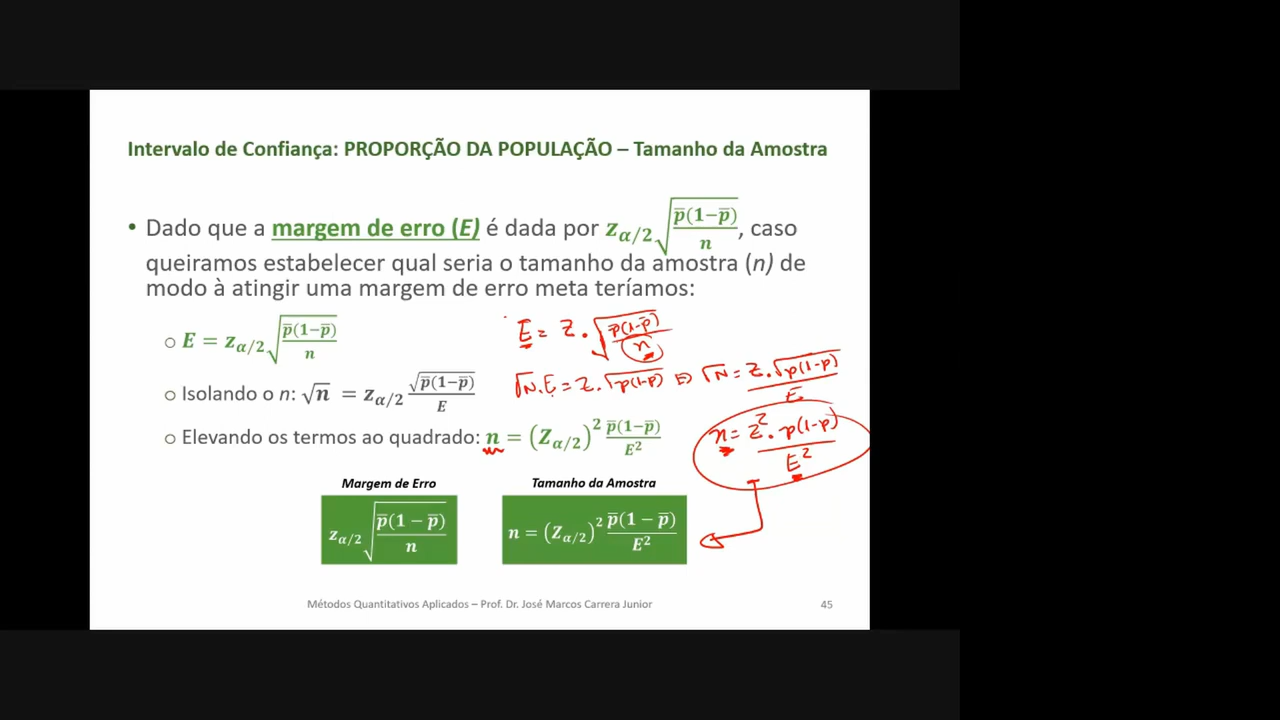 Intervalo de Confiança: PROPORÇÃO DA POPULAÇÃO – Tamanho da Amostra
• Dado que a margem de erro (E) é dada por z_{α/2} √(p̅(1−p̅)/n), caso
queiramos estabelecer qual seria o tamanho da amostra (n) de
modo à atingir uma margem de erro meta teríamos:
E = z_{α/2} √(p̅(1−p̅)/n)
E = Z . √(p̅(1-p̅)/n)
Isolando o n: √n = z_{α/2} √(p̅(1−p̅))/E
√N . E = Z . √(p(1-p)) ⇒ √N = Z . √(p(1-p))/E
Elevando os termos ao quadrado: n = (Z_{α/2})² p̅(1−p̅)/E²
n = Z² . p(1-p)/E²
Margem de Erro
z_{α/2} √(p̅(1 − p̅)/n)
Tamanho da Amostra
n = (Z_{α/2})² p̅(1 − p̅)/E²
Métodos Quantitativos Aplicados – Prof. Dr. José Marcos Carrera Junior
45